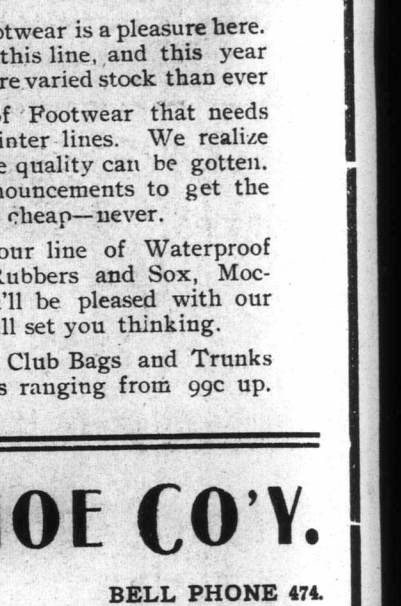 otwear is a pleasure here.
this line, and this year
re varied stock than ever
of Footwear that needs
inter lines. We realize
e quality can be gotten.
nouncements to get the
cheap—never.
our line of Waterproof
Rubbers and Sox, Moc-
'll be pleased with our
ll set you thinking.
Club Bags and Trunks
s ranging from 99c up.
OE CO'Y.
BELL PHONE 474.